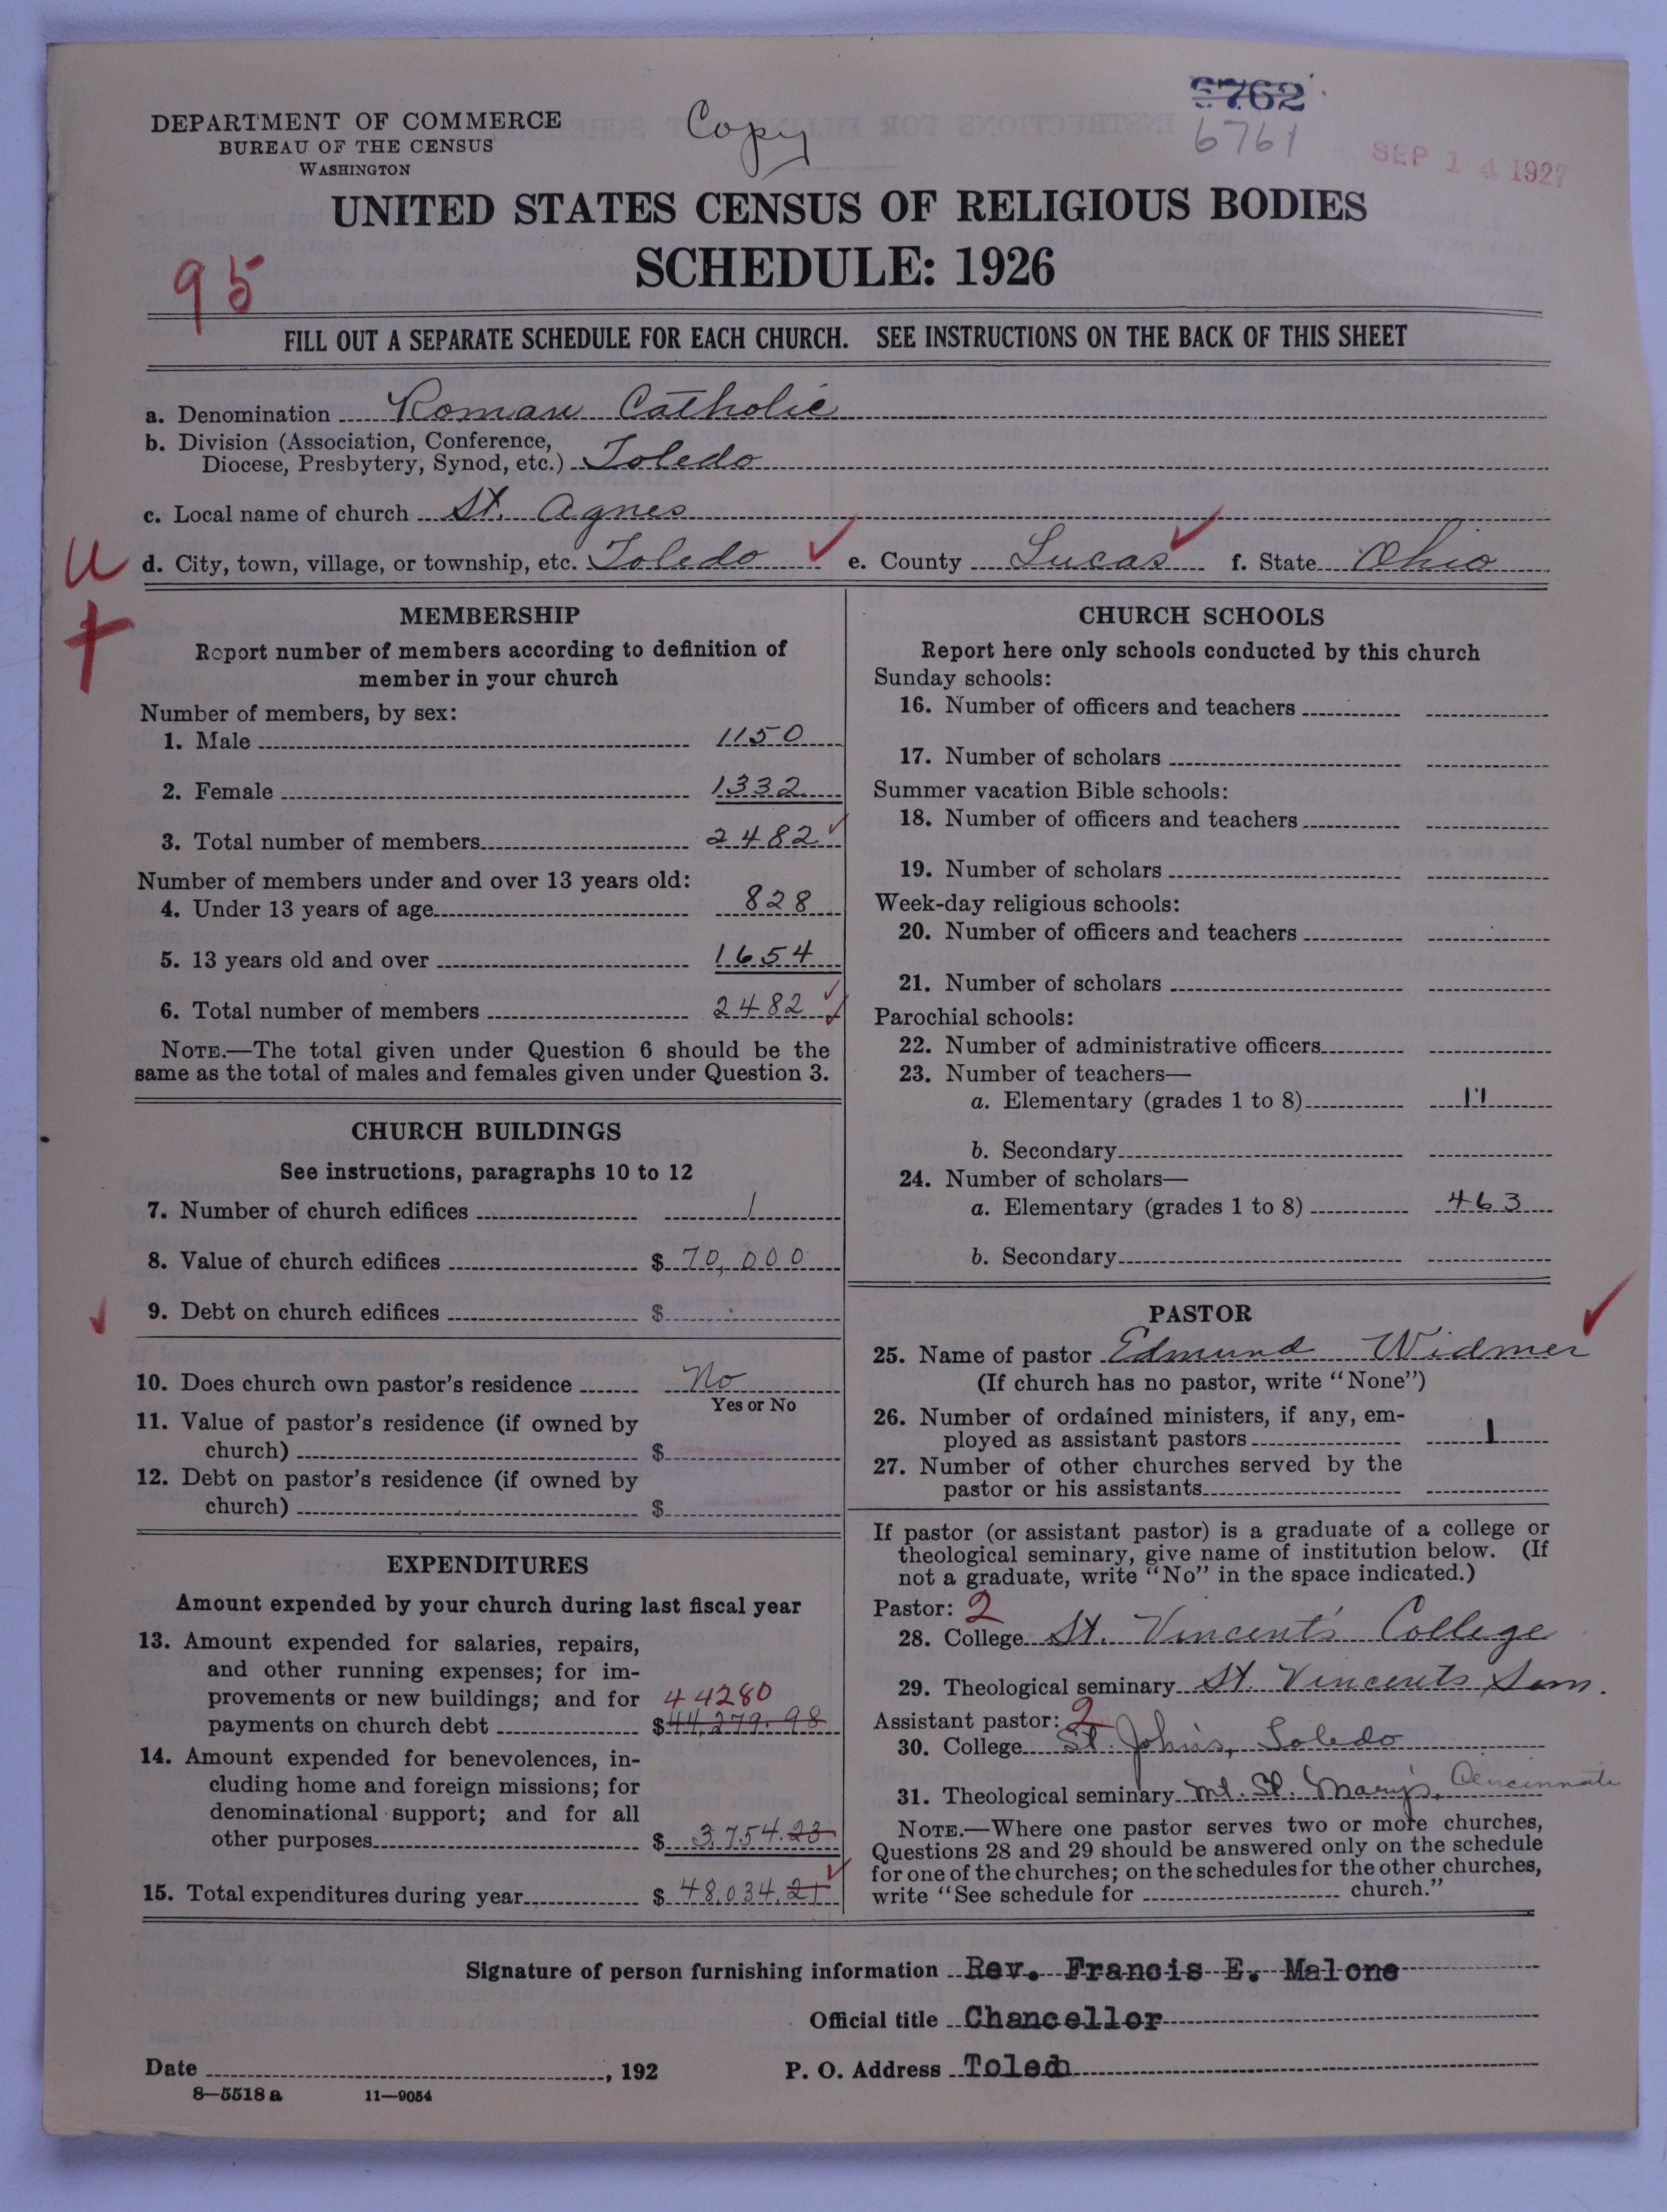 DEPARTMENT OF COMMERCE
BUREAU OF THE CENSUS
WASHINGTON
Copy
5762
6761
SEP 14 1927
UNITED STATES CENSUS OF RELIGIOUS BODIES
SCHEDULE: 1926
95
FILL OUT A SEPARATE SCHEDULE FOR EACH CHURCH. SEE INSTRUCTIONS ON THE BACK OF THIS SHEET
a. Denomination Roman Catholic
b. Division (Association, Conference,
Diocese, Presbytery, Synod, etc.) Toledo
c. Local name of church St. Agnes
U d. City, town, village, or township, etc. Toledo ✓ e. County Lucas ✓ f. State Ohio
+
MEMBERSHIP
Report number of members according to definition of
member in your church
Number of members, by sex:
1. Male 1150
2. Female 1332
3. Total number of members 2482 ✓
Number of members under and over 13 years old:
4. Under 13 years of age 828
5. 13 years old and over 1654
6. Total number of members 2482 ✓
NOTE.—The total given under Question 6 should be the
same as the total of males and females given under Question 3.
CHURCH BUILDINGS
See instructions, paragraphs 10 to 12
7. Number of church edifices 1
8. Value of church edifices $ 70,000
✓ 9. Debt on church edifices $
10. Does church own pastor's residence No
Yes or No
11. Value of pastor's residence (if owned by
church) $
12. Debt on pastor's residence (if owned by
church) $
EXPENDITURES
Amount expended by your church during last fiscal year
13. Amount expended for salaries, repairs,
and other running expenses; for im-
provements or new buildings; and for 44280
payments on church debt $ 44,279.98
14. Amount expended for benevolences, in-
cluding home and foreign missions; for
denominational support; and for all
other purposes $ 3,754.23
15. Total expenditures during year $ 48,034.21 ✓
CHURCH SCHOOLS
Report here only schools conducted by this church
Sunday schools:
16. Number of officers and teachers
17. Number of scholars
Summer vacation Bible schools:
18. Number of officers and teachers
19. Number of scholars
Week-day religious schools:
20. Number of officers and teachers
21. Number of scholars
Parochial schools:
22. Number of administrative officers
23. Number of teachers—
a. Elementary (grades 1 to 8) 11
b. Secondary
24. Number of scholars—
a. Elementary (grades 1 to 8) 463
b. Secondary
PASTOR ✓
25. Name of pastor Edmund Widmer
(If church has no pastor, write "None")
26. Number of ordained ministers, if any, em-
ployed as assistant pastors 1
27. Number of other churches served by the
pastor or his assistants
If pastor (or assistant pastor) is a graduate of a college or
theological seminary, give name of institution below. (If
not a graduate, write "No" in the space indicated.)
Pastor: 2
28. College St. Vincent's College
29. Theological seminary St. Vincents Sem.
Assistant pastor: 2
30. College St. John's, Toledo
31. Theological seminary Mt. St. Mary's, Cincinnati
NOTE.—Where one pastor serves two or more churches,
Questions 28 and 29 should be answered only on the schedule
for one of the churches; on the schedules for the other churches,
write "See schedule for church."
Signature of person furnishing information Rev. Francis E. Malone
Official title Chancellor
Date , 192 P. O. Address Toledo
8—5518 a 11—9054